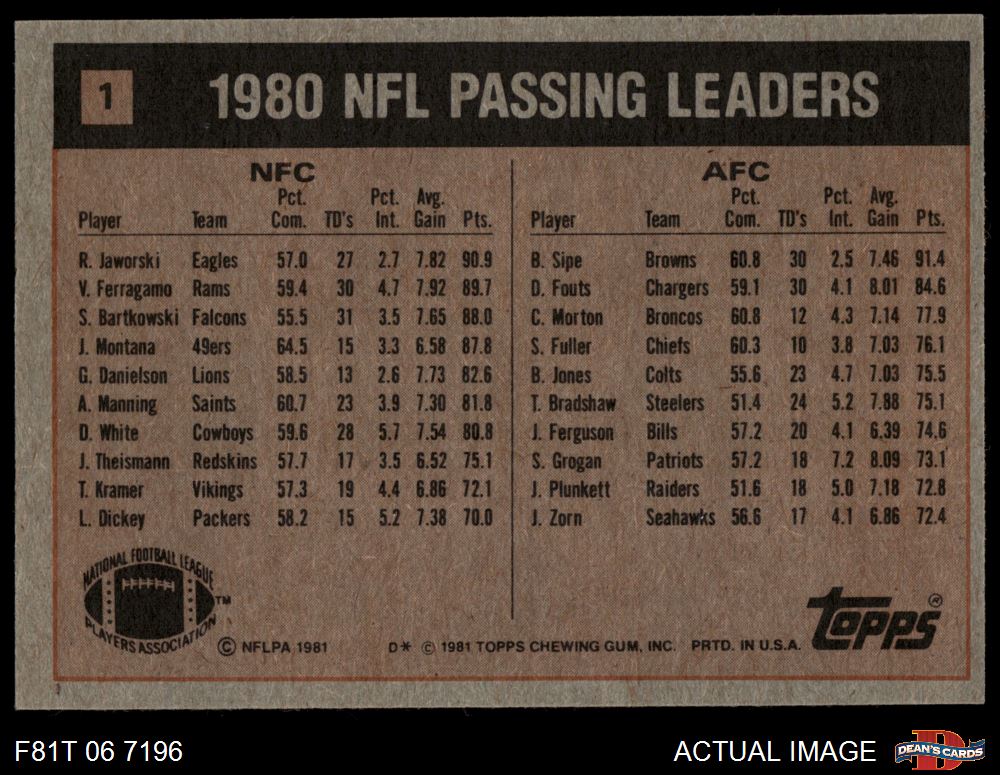 1
1980 NFL PASSING LEADERS
NFC
Player Team Pct. Com. TD's Pct. Int. Avg. Gain Pts.
R. Jaworski Eagles 57.0 27 2.7 7.82 90.9
V. Ferragamo Rams 59.4 30 4.7 7.92 89.7
S. Bartkowski Falcons 55.5 31 3.5 7.65 88.0
J. Montana 49ers 64.5 15 3.3 6.58 87.8
G. Danielson Lions 58.5 13 2.6 7.73 82.6
A. Manning Saints 60.7 23 3.9 7.30 81.8
D. White Cowboys 59.6 28 5.7 7.54 80.8
J. Theismann Redskins 57.7 17 3.5 6.52 75.1
T. Kramer Vikings 57.3 19 4.4 6.86 72.1
L. Dickey Packers 58.2 15 5.2 7.38 70.0
AFC
Player Team Pct. Com. TD's Pct. Int. Avg. Gain Pts.
B. Sipe Browns 60.8 30 2.5 7.46 91.4
D. Fouts Chargers 59.1 30 4.1 8.01 84.6
C. Morton Broncos 60.8 12 4.3 7.14 77.9
S. Fuller Chiefs 60.3 10 3.8 7.03 76.1
B. Jones Colts 55.6 23 4.7 7.03 75.5
T. Bradshaw Steelers 51.4 24 5.2 7.88 75.1
J. Ferguson Bills 57.2 20 4.1 6.39 74.6
S. Grogan Patriots 57.2 18 7.2 8.09 73.1
J. Plunkett Raiders 51.6 18 5.0 7.18 72.8
J. Zorn Seahawks 56.6 17 4.1 6.86 72.4
NATIONAL FOOTBALL LEAGUE
PLAYERS ASSOCIATION
TM
© NFLPA 1981
D* © 1981 TOPPS CHEWING GUM, INC. PRTD. IN U.S.A.
Topps®
F81T 06 7196
ACTUAL IMAGE
DEAN'S CARDS